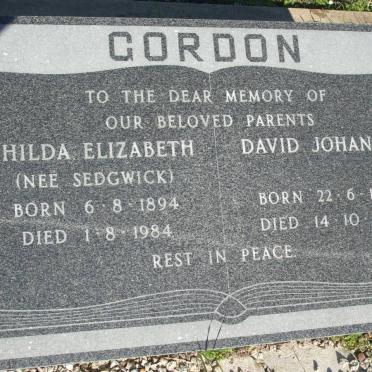 GORDON
TO THE DEAR MEMORY OF
OUR BELOVED PARENTS
HILDA ELIZABETH
(NEE SEDGWICK)
BORN 6·8·1894
DIED 1·8·1984
DAVID JOHAN
BORN 22·6·1
DIED 14·10·
REST IN PEACE